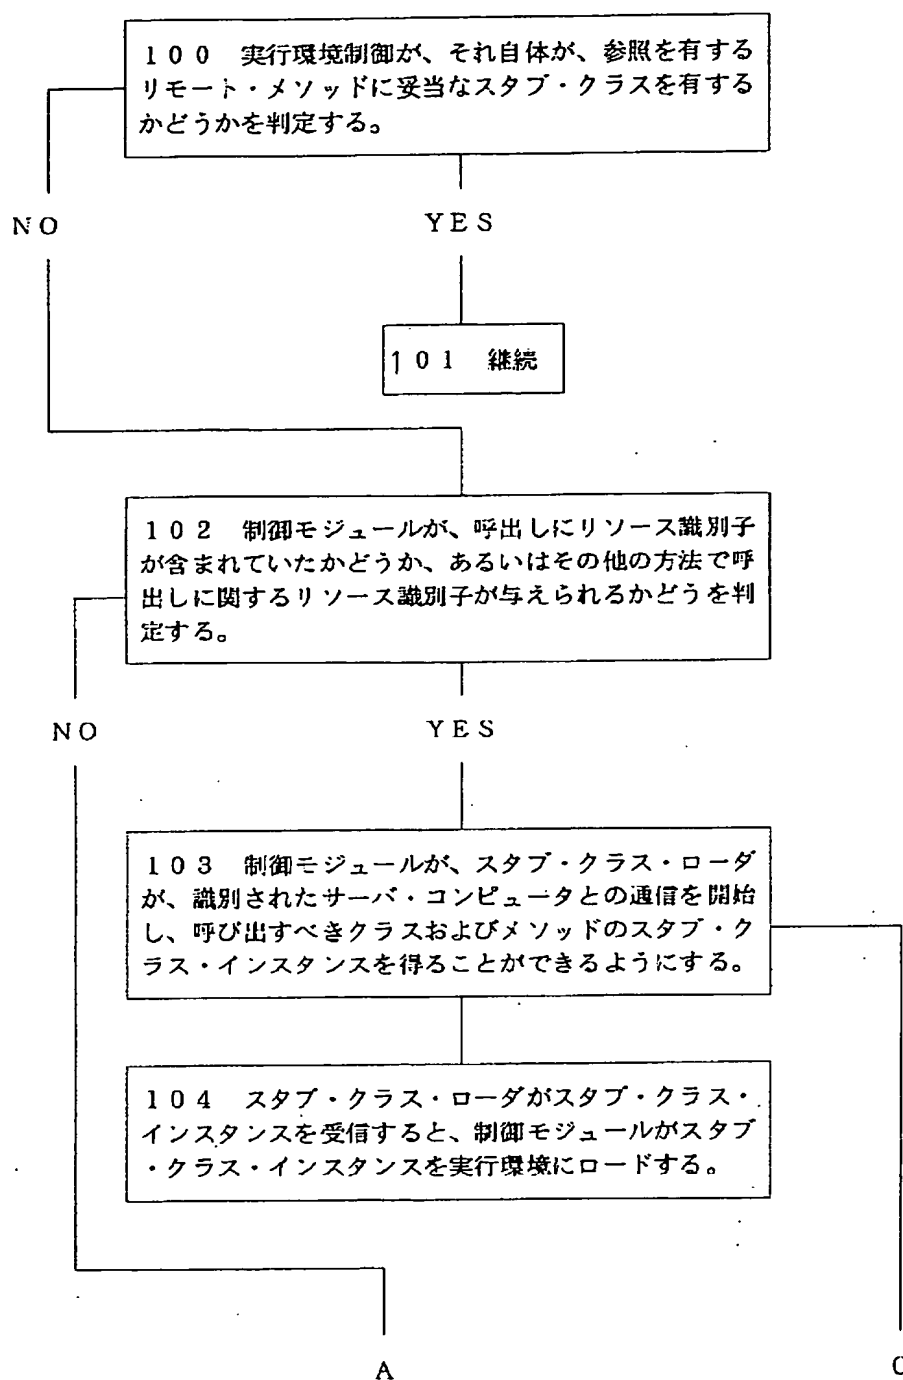 １００　実行環境制御が、それ自体が、参照を有する
リモート・メソッドに妥当なスタブ・クラスを有する
かどうかを判定する。
NO
YES
１０１　継続
１０２　制御モジュールが、呼出しにリソース識別子
が含まれていたかどうか、あるいはその他の方法で呼
出しに関するリソース識別子が与えられるかどうを判
定する。
NO
YES
１０３　制御モジュールが、スタブ・クラス・ローダ
が、識別されたサーバ・コンピュータとの通信を開始
し、呼び出すべきクラスおよびメソッドのスタブ・ク
ラス・インスタンスを得ることができるようにする。
１０４　スタブ・クラス・ローダがスタブ・クラス・
インスタンスを受信すると、制御モジュールがスタブ
・クラス・インスタンスを実行環境にロードする。
A
C